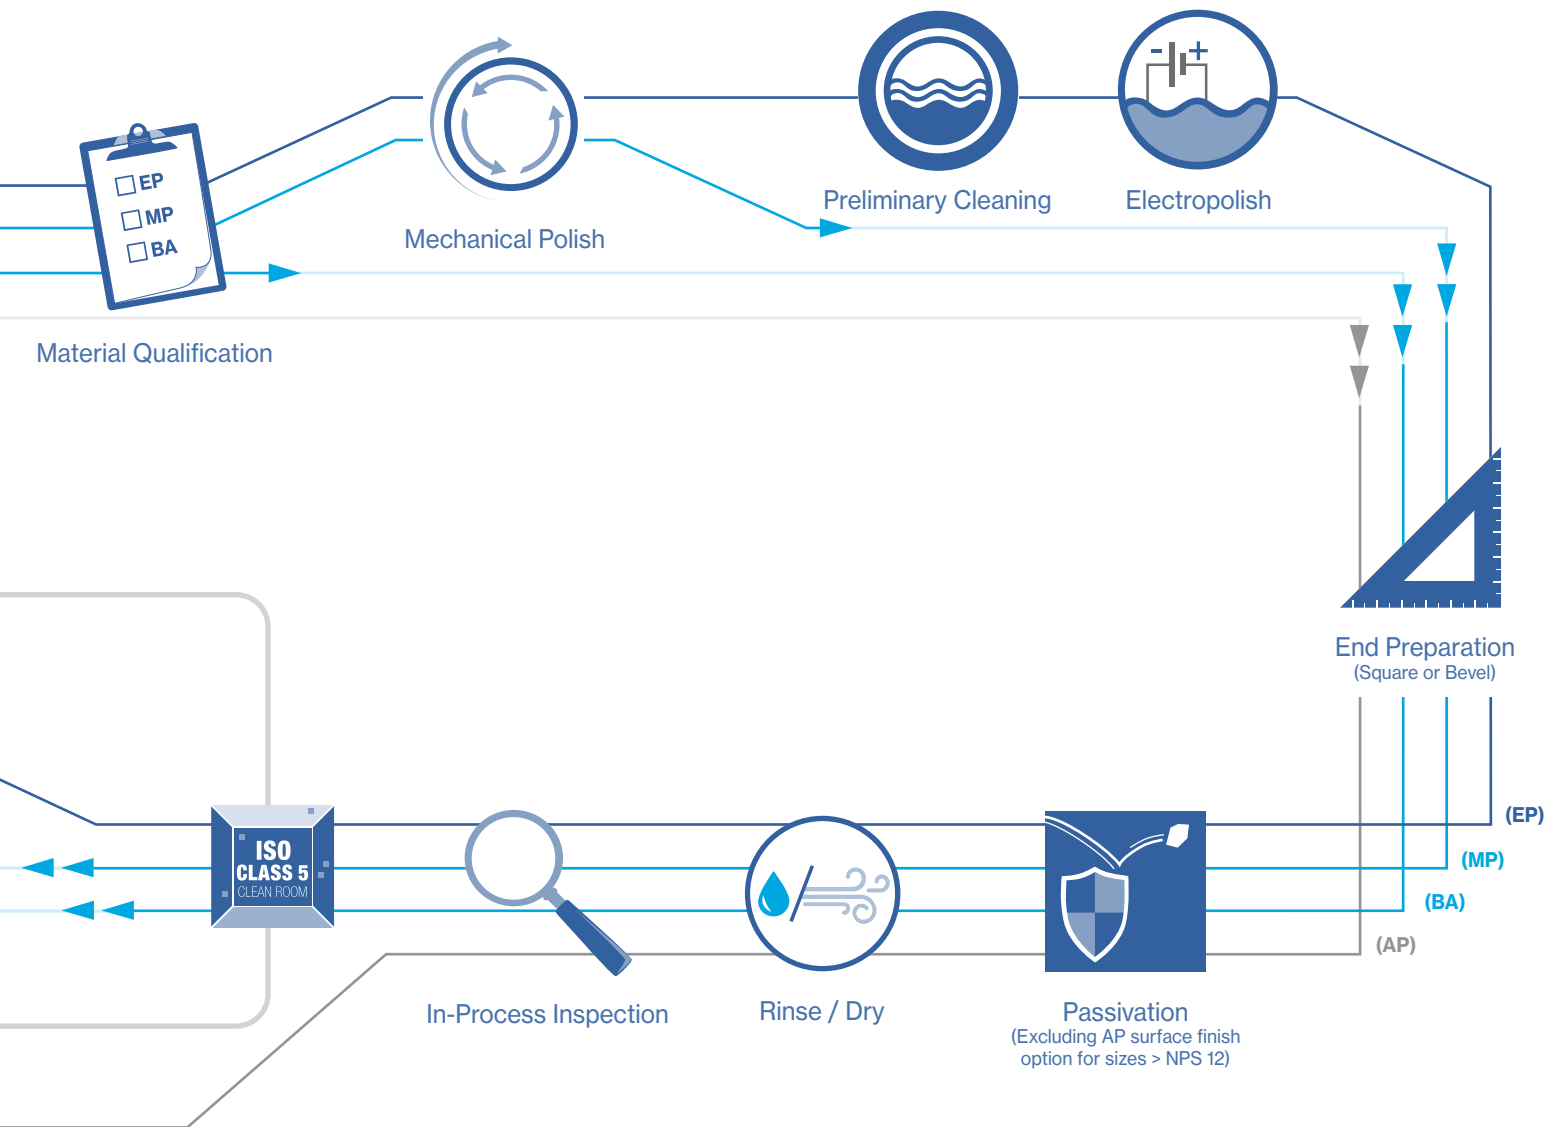 - +
EP
MP
BA
Preliminary Cleaning
Electropolish
Mechanical Polish
Material Qualification
End Preparation
(Square or Bevel)
(EP)
(MP)
(BA)
(AP)
ISO
CLASS 5
CLEAN ROOM
In-Process Inspection
Rinse / Dry
Passivation
(Excluding AP surface finish
option for sizes > NPS 12)